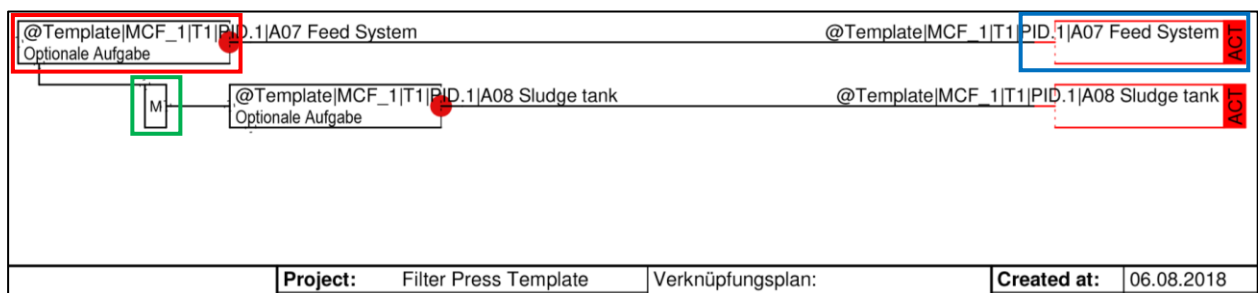 @Template|MCF_1|T1|PID.1|A07 Feed System @Template|MCF_1|T1|PID.1|A07 Feed System ACT
Optionale Aufgabe
M @Template|MCF_1|T1|PID.1|A08 Sludge tank @Template|MCF_1|T1|PID.1|A08 Sludge tank ACT
Optionale Aufgabe
Project: Filter Press Template Verknüpfungsplan: Created at: 06.08.2018